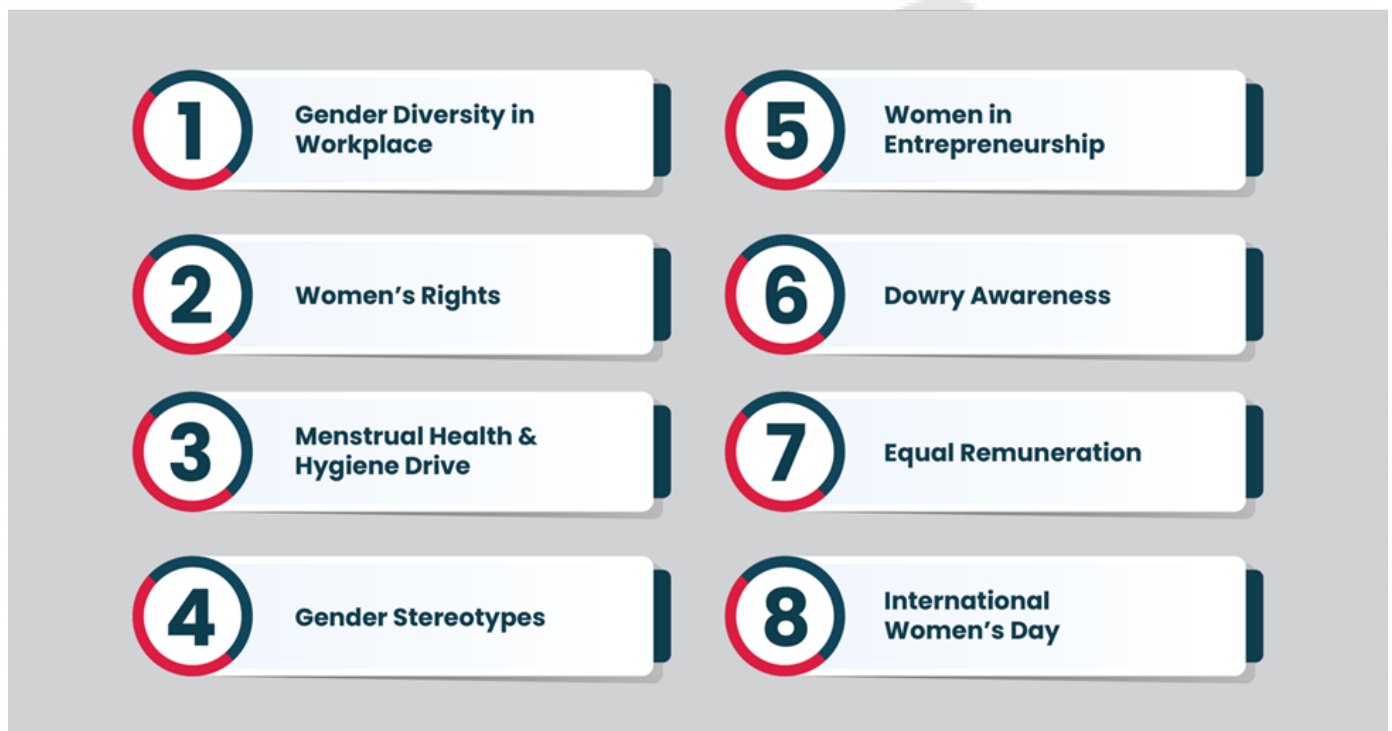 1
Gender Diversity in
Workplace
2
Women’s Rights
3
Menstrual Health &
Hygiene Drive
4
Gender Stereotypes
5
Women in
Entrepreneurship
6
Dowry Awareness
7
Equal Remuneration
8
International
Women’s Day